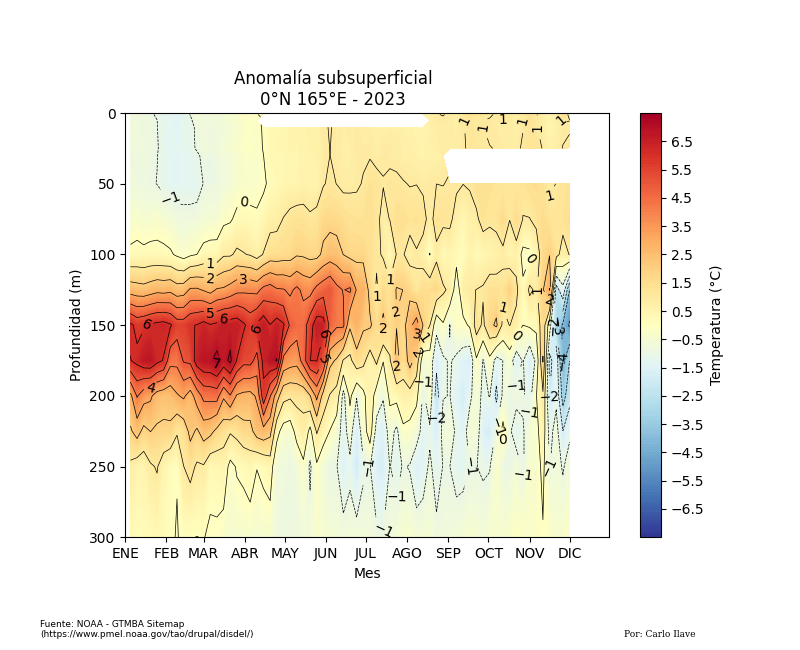 Anomalía subsuperficial
0°N 165°E - 2023
Profundidad (m)
0
50
100
150
200
250
300
ENE FEB MAR ABR MAY JUN JUL AGO SEP OCT NOV DIC
Mes
6.5
5.5
4.5
3.5
2.5
1.5
0.5
−0.5
−1.5
−2.5
−3.5
−4.5
−5.5
−6.5
Temperatura (°C)
Fuente: NOAA - GTMBA Sitemap
(https://www.pmel.noaa.gov/tao/drupal/disdel/)
Por: Carlo Ilave